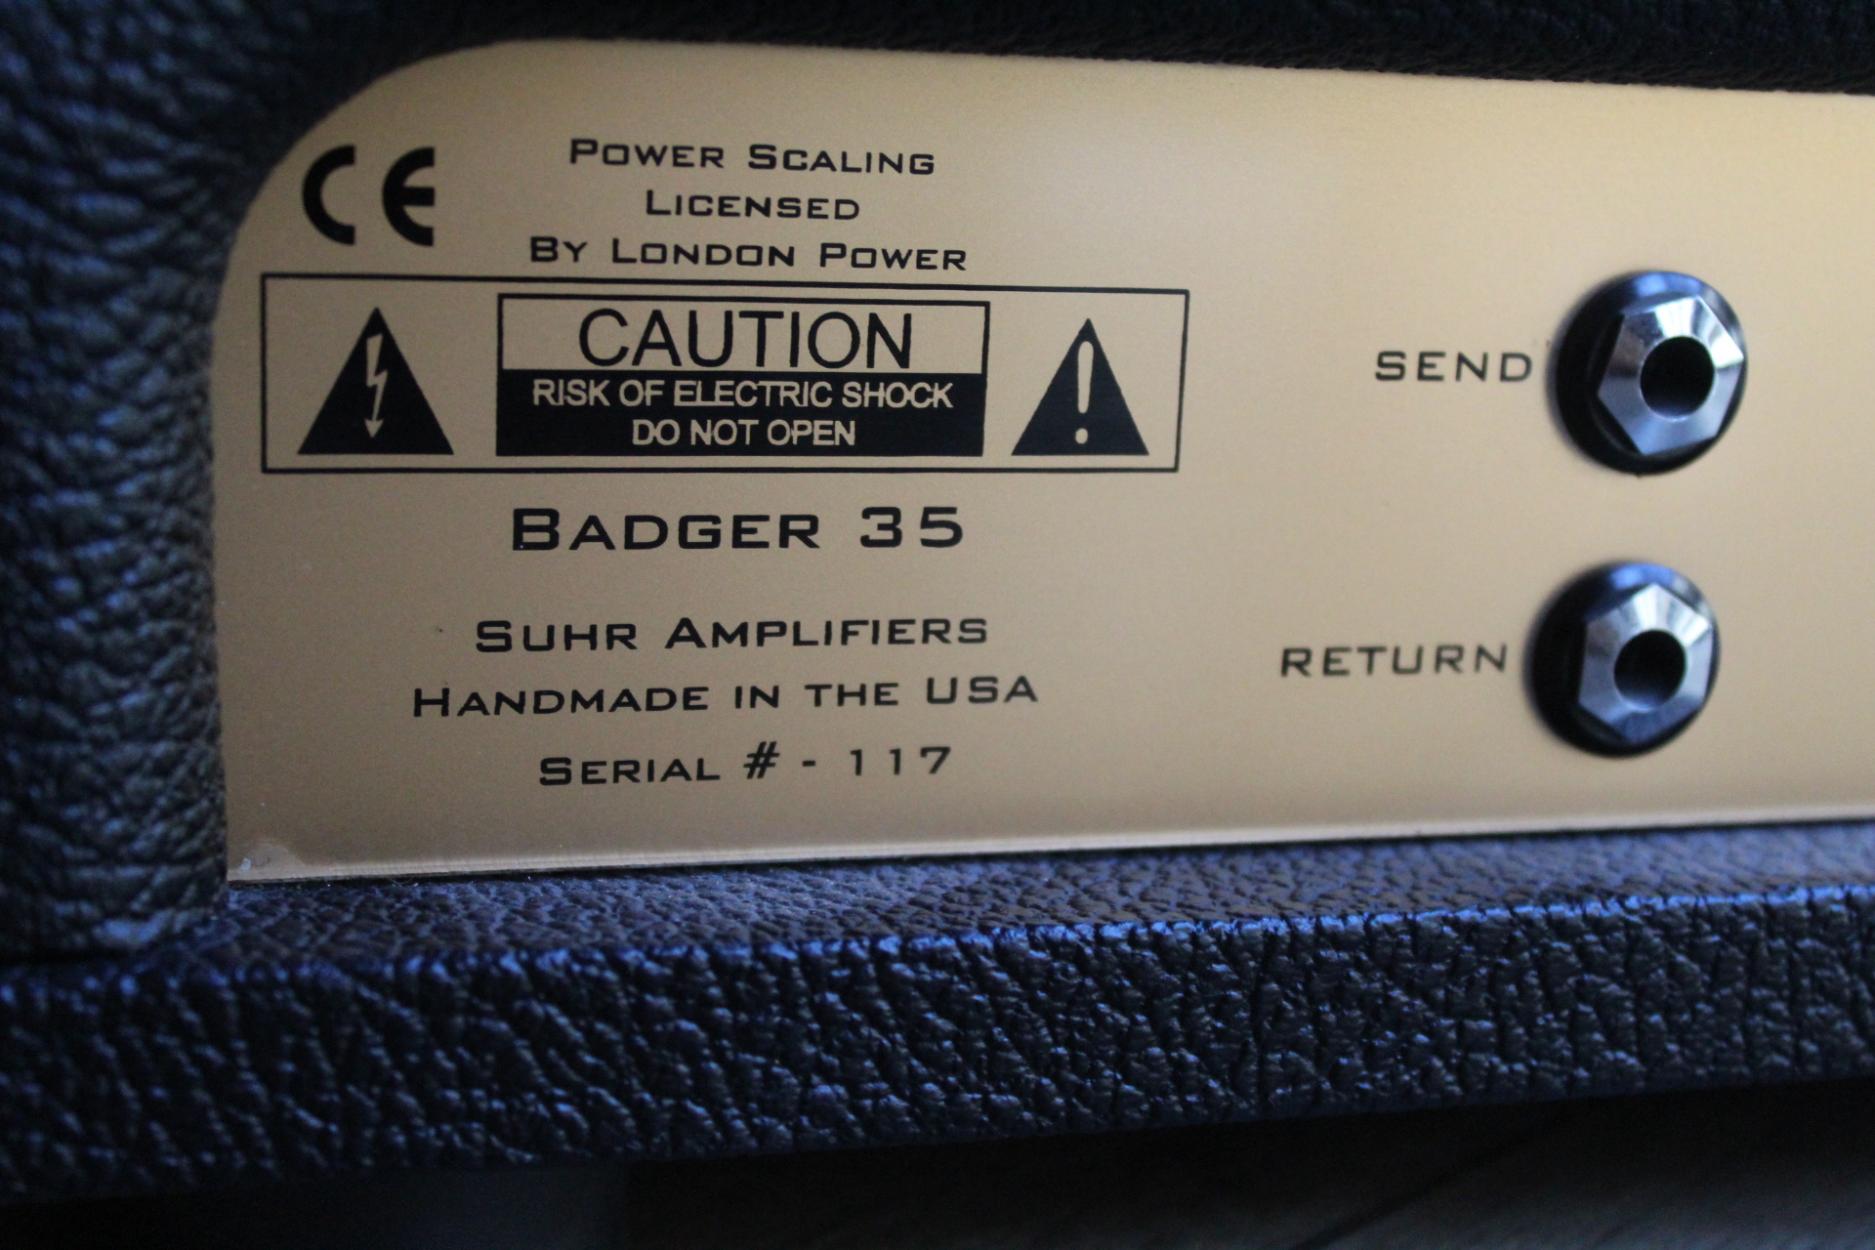 CE
POWER SCALING
LICENSED
BY LONDON POWER
CAUTION
RISK OF ELECTRIC SHOCK
DO NOT OPEN
BADGER 35
SUHR AMPLIFIERS
HANDMADE IN THE USA
SERIAL # - 117
SEND
RETURN